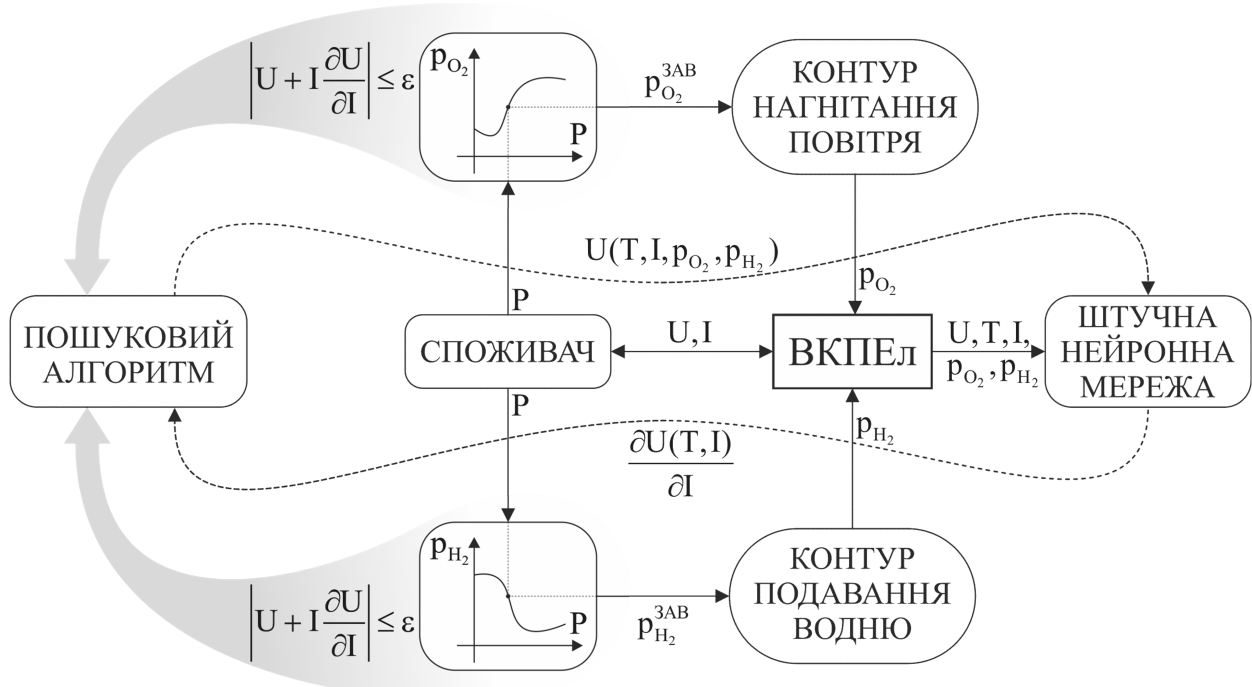 |U + I ∂U/∂I| ≤ ε
p_O₂
P
p_O₂^ЗАВ
КОНТУР
НАГНІТАННЯ
ПОВІТРЯ
U(T, I, p_O₂, p_H₂)
P
p_O₂
ПОШУКОВИЙ
АЛГОРИТМ
СПОЖИВАЧ
U, I
ВКПЕл
U, T, I,
p_O₂, p_H₂
ШТУЧНА
НЕЙРОННА
МЕРЕЖА
P
p_H₂
∂U(T, I)/∂I
|U + I ∂U/∂I| ≤ ε
p_H₂
P
p_H₂^ЗАВ
КОНТУР
ПОДАВАННЯ
ВОДНЮ